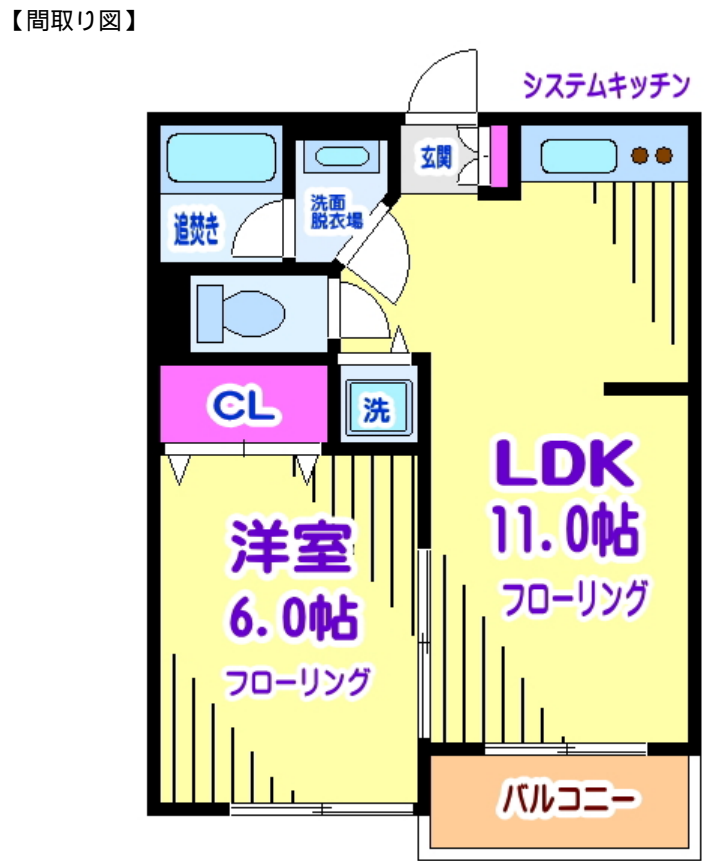 【間取り図】
システムキッチン
玄関
洗面
脱衣場
追焚き
CL
洗
LDK
11.0帖
フローリング
洋室
6.0帖
フローリング
バルコニー